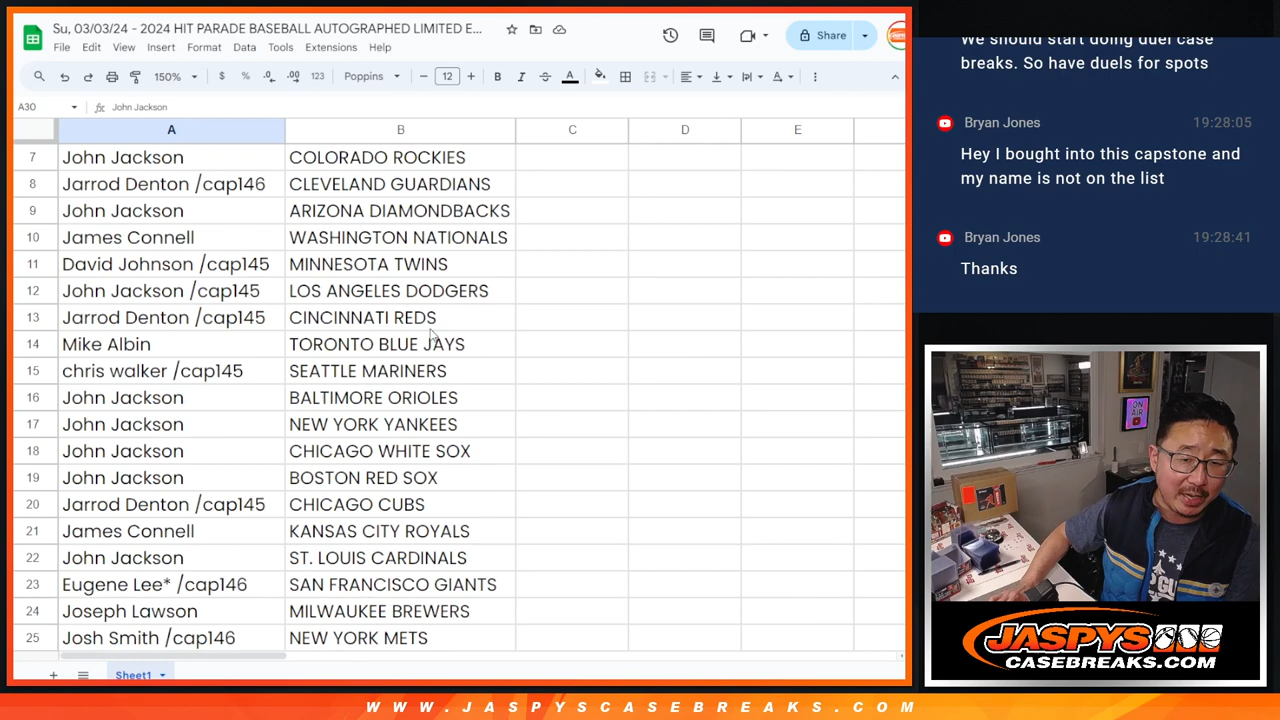 Su, 03/03/24 - 2024 HIT PARADE BASEBALL AUTOGRAPHED LIMITED E...
File Edit View Insert Format Data Tools Extensions Help
Share
150% $ % .0 .00 123 Poppins 12 B I A
A30 fx John Jackson
A B C D E
7 John Jackson COLORADO ROCKIES
8 Jarrod Denton /cap146 CLEVELAND GUARDIANS
9 John Jackson ARIZONA DIAMONDBACKS
10 James Connell WASHINGTON NATIONALS
11 David Johnson /cap145 MINNESOTA TWINS
12 John Jackson /cap145 LOS ANGELES DODGERS
13 Jarrod Denton /cap145 CINCINNATI REDS
14 Mike Albin TORONTO BLUE JAYS
15 chris walker /cap145 SEATTLE MARINERS
16 John Jackson BALTIMORE ORIOLES
17 John Jackson NEW YORK YANKEES
18 John Jackson CHICAGO WHITE SOX
19 John Jackson BOSTON RED SOX
20 Jarrod Denton /cap145 CHICAGO CUBS
21 James Connell KANSAS CITY ROYALS
22 John Jackson ST. LOUIS CARDINALS
23 Eugene Lee* /cap146 SAN FRANCISCO GIANTS
24 Joseph Lawson MILWAUKEE BREWERS
25 Josh Smith /cap146 NEW YORK METS
Sheet1
We should start doing duel case
breaks. So have duels for spots
Bryan Jones 19:28:05
Hey I bought into this capstone and
my name is not on the list
Bryan Jones 19:28:41
Thanks
ON AIR
JASPYS
CASEBREAKS.COM
WWW.JASPYSCASEBREAKS.COM